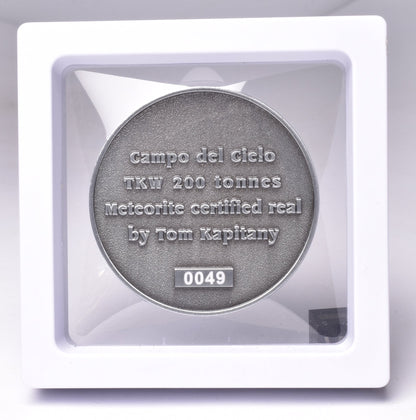 Campo del Cielo
TKW 200 tonnes
Meteorite certified real
by Tom Kapitany
0049